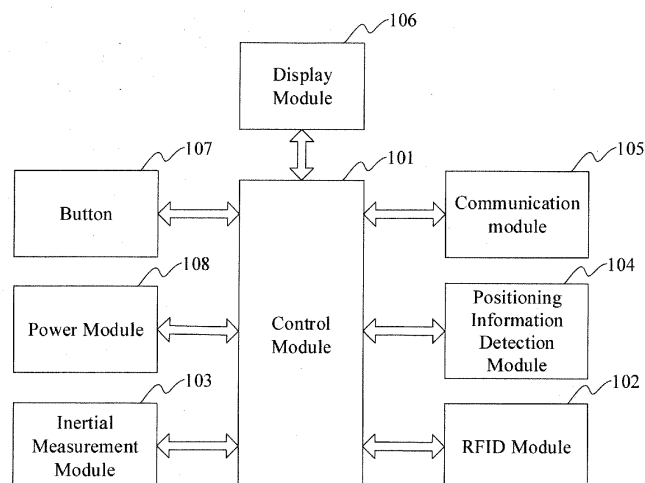 106
Display
Module
107
101
105
Button
Communication
module
108
104
Power Module
Control
Module
Positioning
Information
Detection
Module
103
102
Inertial
Measurement
Module
RFID Module